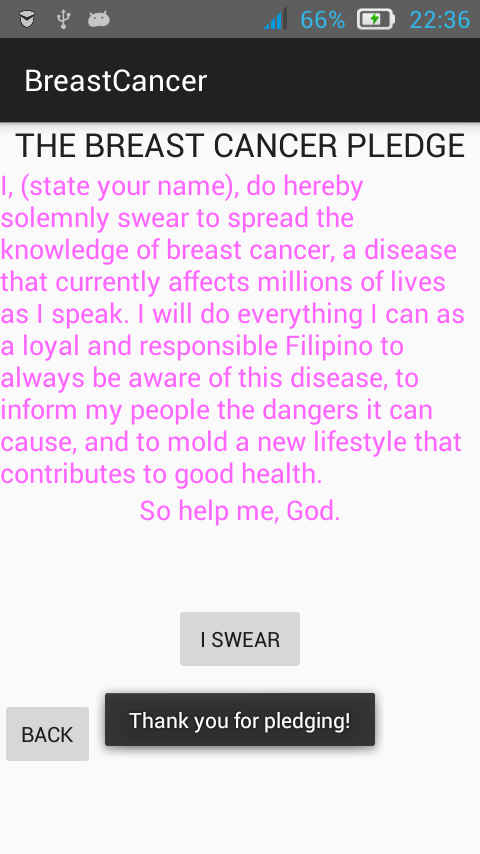 66% 22:36
BreastCancer
THE BREAST CANCER PLEDGE
I, (state your name), do hereby
solemnly swear to spread the
knowledge of breast cancer, a disease
that currently affects millions of lives
as I speak. I will do everything I can as
a loyal and responsible Filipino to
always be aware of this disease, to
inform my people the dangers it can
cause, and to mold a new lifestyle that
contributes to good health.
So help me, God.
I SWEAR
Thank you for pledging!
BACK